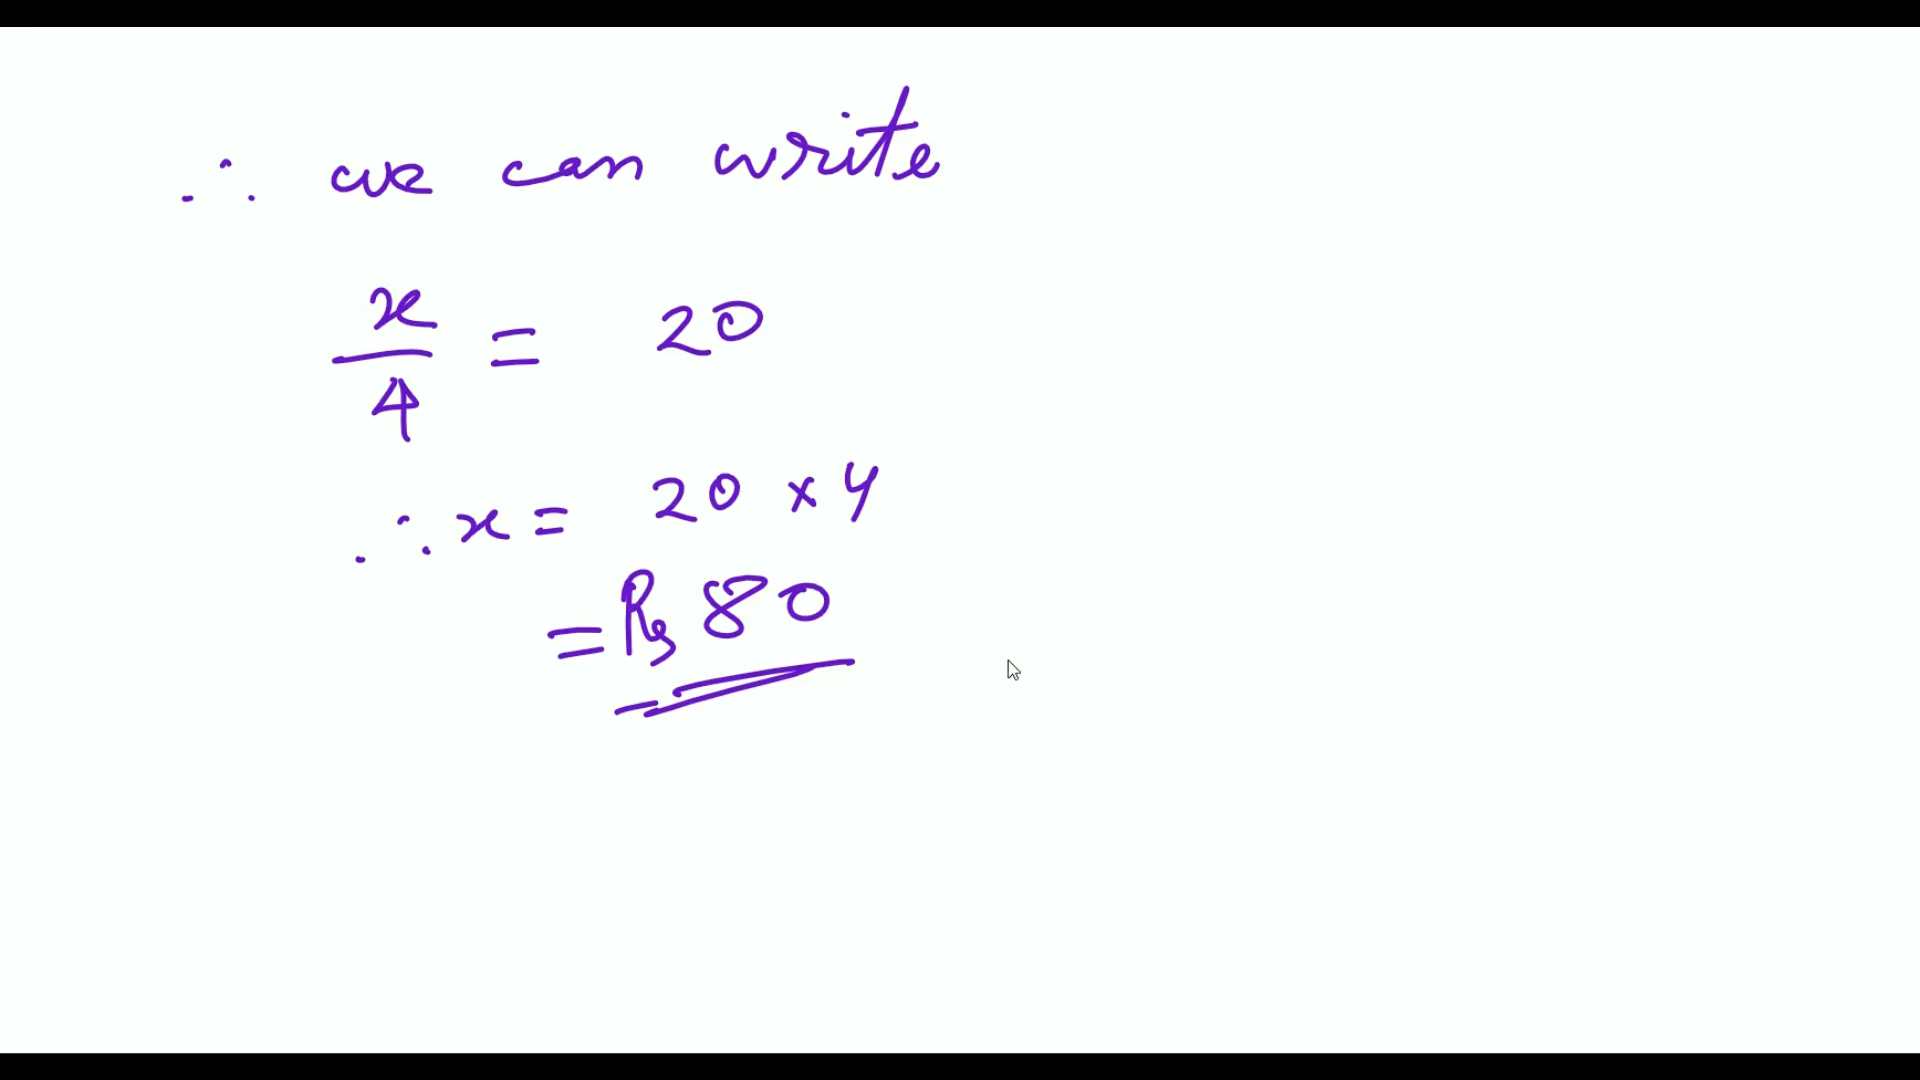 ∴ we can write
x/4 = 20
∴ x = 20 × 4
= Rs 80